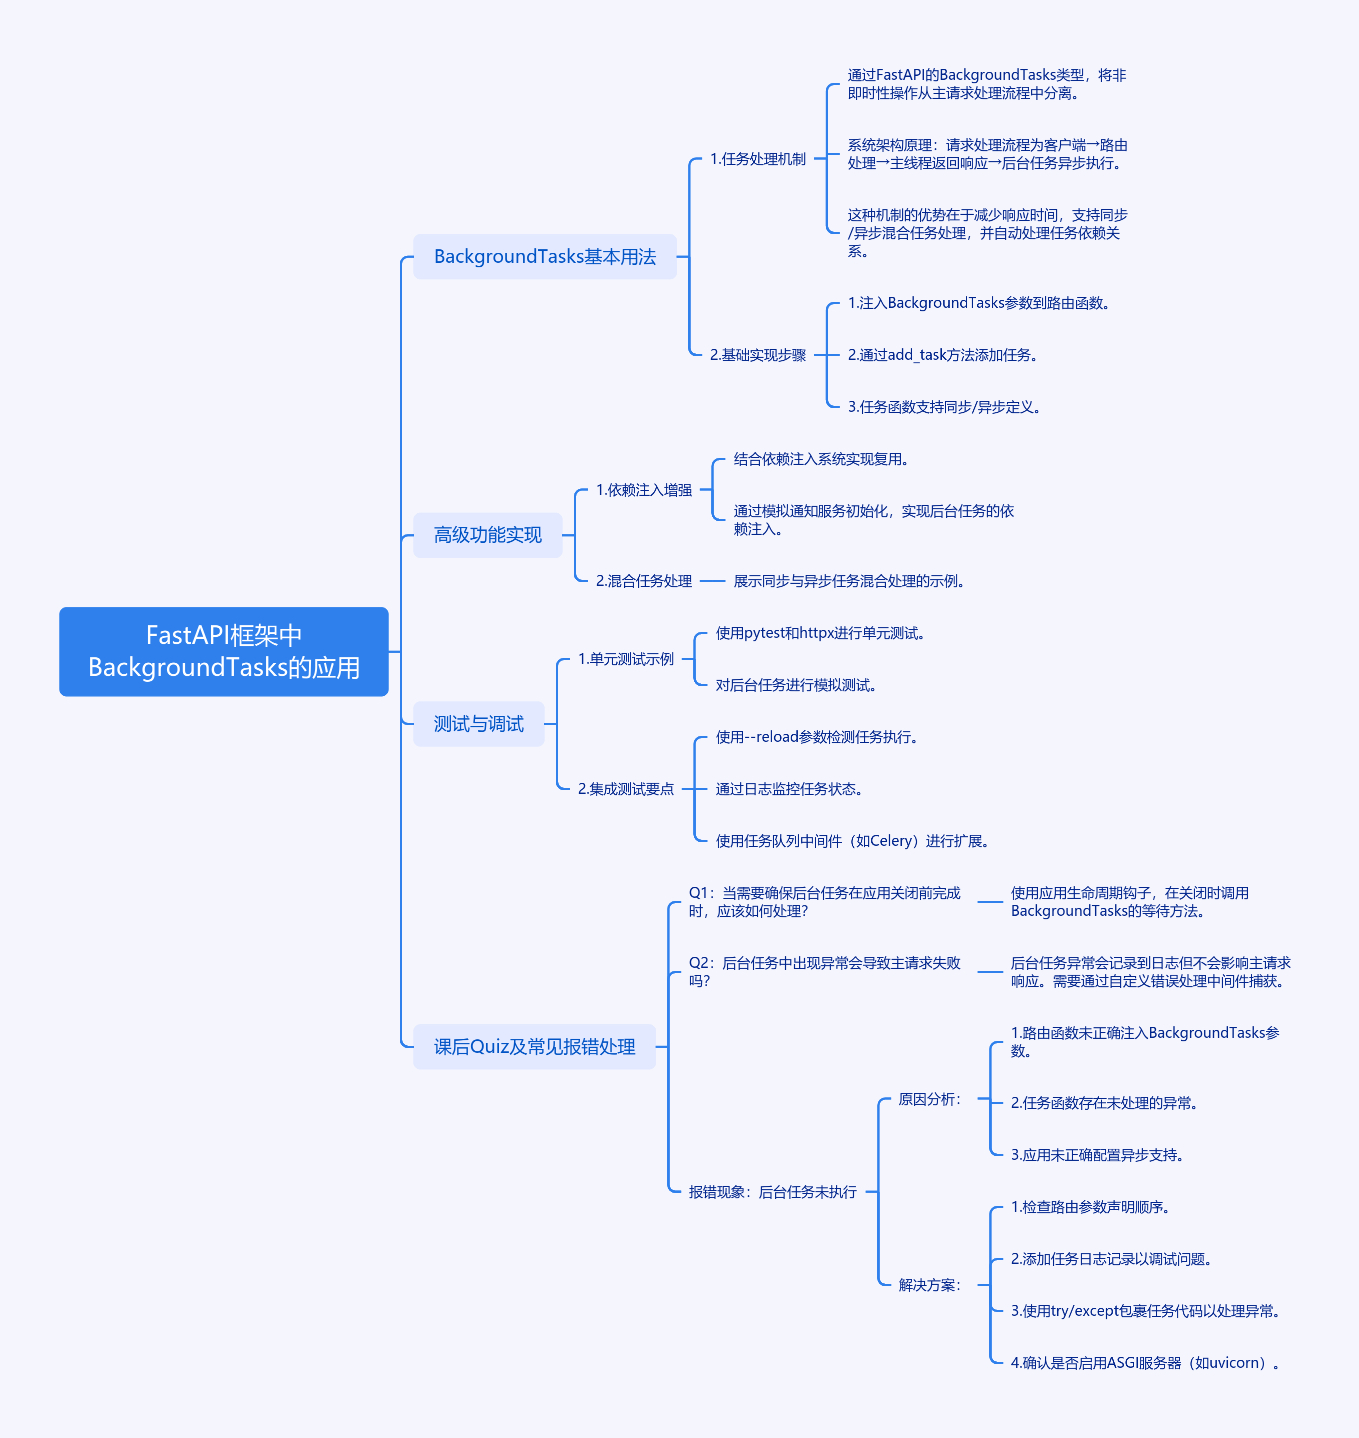 FastAPI框架中
BackgroundTasks的应用
BackgroundTasks基本用法
1.任务处理机制
通过FastAPI的BackgroundTasks类型，将非
即时性操作从主请求处理流程中分离。
系统架构原理：请求处理流程为客户端→路由
处理→主线程返回响应→后台任务异步执行。
这种机制的优势在于减少响应时间，支持同步
/异步混合任务处理，并自动处理任务依赖关
系。
2.基础实现步骤
1.注入BackgroundTasks参数到路由函数。
2.通过add_task方法添加任务。
3.任务函数支持同步/异步定义。
高级功能实现
1.依赖注入增强
结合依赖注入系统实现复用。
通过模拟通知服务初始化，实现后台任务的依
赖注入。
2.混合任务处理
展示同步与异步任务混合处理的示例。
测试与调试
1.单元测试示例
使用pytest和httpx进行单元测试。
对后台任务进行模拟测试。
2.集成测试要点
使用--reload参数检测任务执行。
通过日志监控任务状态。
使用任务队列中间件（如Celery）进行扩展。
课后Quiz及常见报错处理
Q1：当需要确保后台任务在应用关闭前完成
时，应该如何处理？
使用应用生命周期钩子，在关闭时调用
BackgroundTasks的等待方法。
Q2：后台任务中出现异常会导致主请求失败
吗？
后台任务异常会记录到日志但不会影响主请求
响应。需要通过自定义错误处理中间件捕获。
报错现象：后台任务未执行
原因分析：
1.路由函数未正确注入BackgroundTasks参
数。
2.任务函数存在未处理的异常。
3.应用未正确配置异步支持。
解决方案：
1.检查路由参数声明顺序。
2.添加任务日志记录以调试问题。
3.使用try/except包裹任务代码以处理异常。
4.确认是否启用ASGI服务器（如uvicorn）。